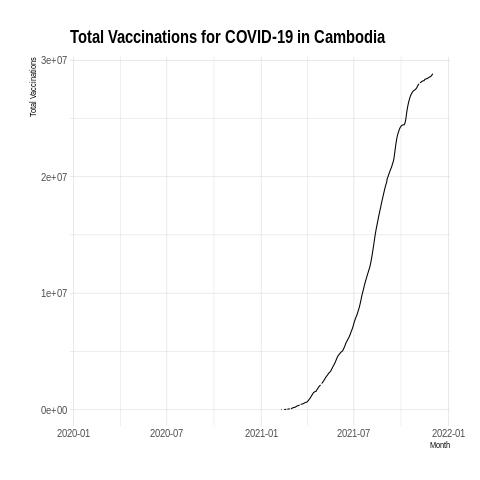 Total Vaccinations for COVID-19 in Cambodia
Total Vaccinations
3e+07
2e+07
1e+07
0e+00
2020-01 2020-07 2021-01 2021-07 2022-01
Month